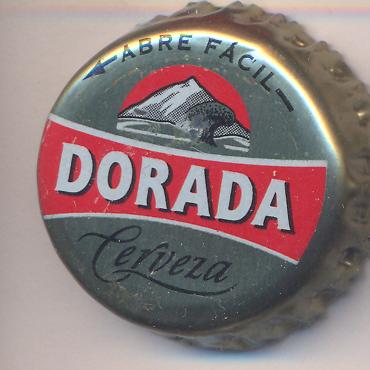 ABRE FÁCIL
DORADA
Cerveza